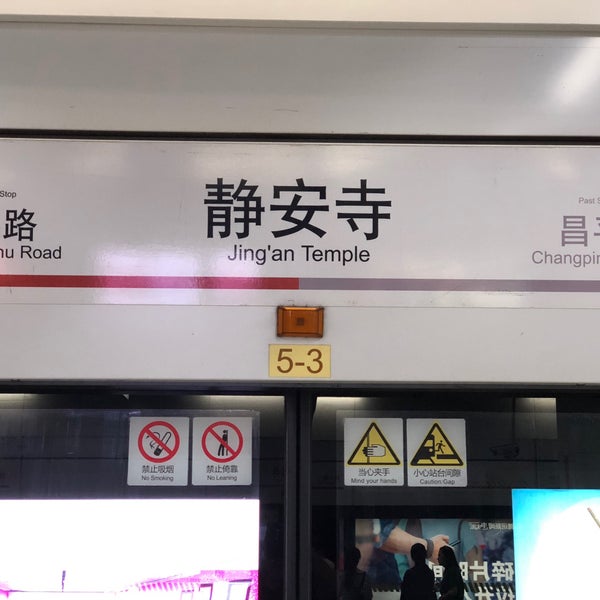 Stop
静安寺
Past S
路
昌平
hu Road
Jing'an Temple
Changpin
5-3
禁止吸烟
No Smoking
禁止倚靠
No Leaning
当心夹手
Mind your hands
小心站台间隙
Caution Gap